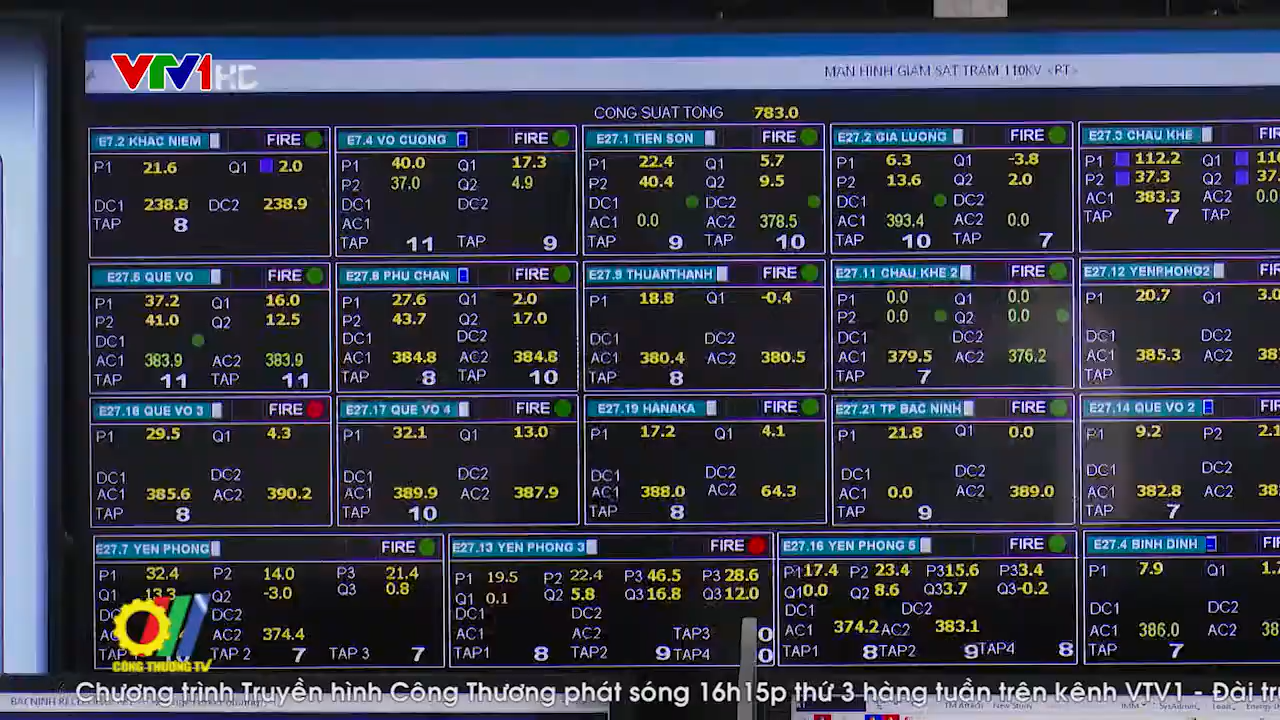 VTV1 HD
MAN HINH GIAM SAT TRAM 110KV <RT>
CONG SUAT TONG 783.0
E7.2 KHAC NIEM FIRE
P1 21.6 Q1 2.0
DC1 238.8 DC2 238.9
TAP 8
E7.4 VO CUONG FIRE
P1 40.0 Q1 17.3
P2 37.0 Q2 4.9
DC1 DC2
AC1
TAP 11 TAP 9
E27.1 TIEN SON FIRE
P1 22.4 Q1 5.7
P2 40.4 Q2 9.5
DC1 DC2
AC1 0.0 AC2 378.5
TAP 9 TAP 10
E27.2 GIA LUONG FIRE
P1 6.3 Q1 -3.8
P2 13.6 Q2 2.0
DC1 DC2
AC1 393.4 AC2 0.0
TAP 10 TAP 7
E27.3 CHAU KHE
P1 112.2 Q1
P2 37.3 Q2 37.
AC1 383.3 AC2 0.0
TAP 7 TAP
E27.6 QUE VO FIRE
P1 37.2 Q1 16.0
P2 41.0 Q2 12.5
DC1
AC1 383.9 AC2 383.9
TAP 11 TAP 11
E27.8 PHU CHAN FIRE
P1 27.6 Q1 2.0
P2 43.7 Q2 17.0
DC1 DC2
AC1 384.8 AC2 384.8
TAP 8 TAP 10
E27.9 THUANTHANH FIRE
P1 18.8 Q1 -0.4
DC1 DC2
AC1 380.4 AC2 380.5
TAP 8
E27.11 CHAU KHE 2 FIRE
P1 0.0 Q1 0.0
P2 0.0 Q2 0.0
DC1 DC2
AC1 379.5 AC2 376.2
TAP 7
E27.12 YENPHONG2
P1 20.7 Q1 3.0
DC1 DC2
AC1 385.3 AC2
TAP
E27.18 QUE VO 3 FIRE
P1 29.5 Q1 4.3
DC1 DC2
AC1 385.6 AC2 390.2
TAP 8
E27.17 QUE VO 4 FIRE
P1 32.1 Q1 13.0
DC1 DC2
AC1 389.9 AC2 387.9
TAP 10
E27.19 HANAKA FIRE
P1 17.2 Q1 4.1
DC1 DC2
AC1 388.0 AC2 64.3
TAP 8
E27.21 TP BAC NINH FIRE
P1 21.8 Q1 0.0
DC1 DC2
AC1 0.0 AC2 389.0
TAP 9
E27.14 QUE VO 2
P1 9.2 P2 2.1
DC1 DC2
AC1 382.8 AC2
TAP 7
E27.7 YEN PHONG FIRE
P1 32.4 P2 14.0 P3 21.4
Q1 13.3 Q2 -3.0 Q3 0.8
DC2
AC2 374.4
TAP 2 7 TAP 3 7
E27.13 YEN PHONG 3 FIRE
P1 19.5 P2 22.4 P3 46.5 P3 28.6
Q1 0.1 Q2 5.8 Q3 16.8 Q3 12.0
DC1 DC2
AC1 AC2 TAP3 0
TAP1 8 TAP2 9 TAP4 0
E27.16 YEN PHONG 5 FIRE
P1 17.4 P2 23.4 P3 15.6 P3 3.4
Q1 0.0 Q2 8.6 Q3 3.7 Q3 -0.2
DC1 DC2
AC1 374.2 AC2 383.1
TAP1 8 TAP2 9 TAP4 8
E27.4 BINH DINH
P1 7.9 Q1
DC1 DC2
AC1 386.0 AC2
TAP 7
CÔNG THƯƠNG TV
Chương trình Truyền hình Công Thương phát sóng 16h15p thứ 3 hàng tuần trên kênh VTV1 - Đài